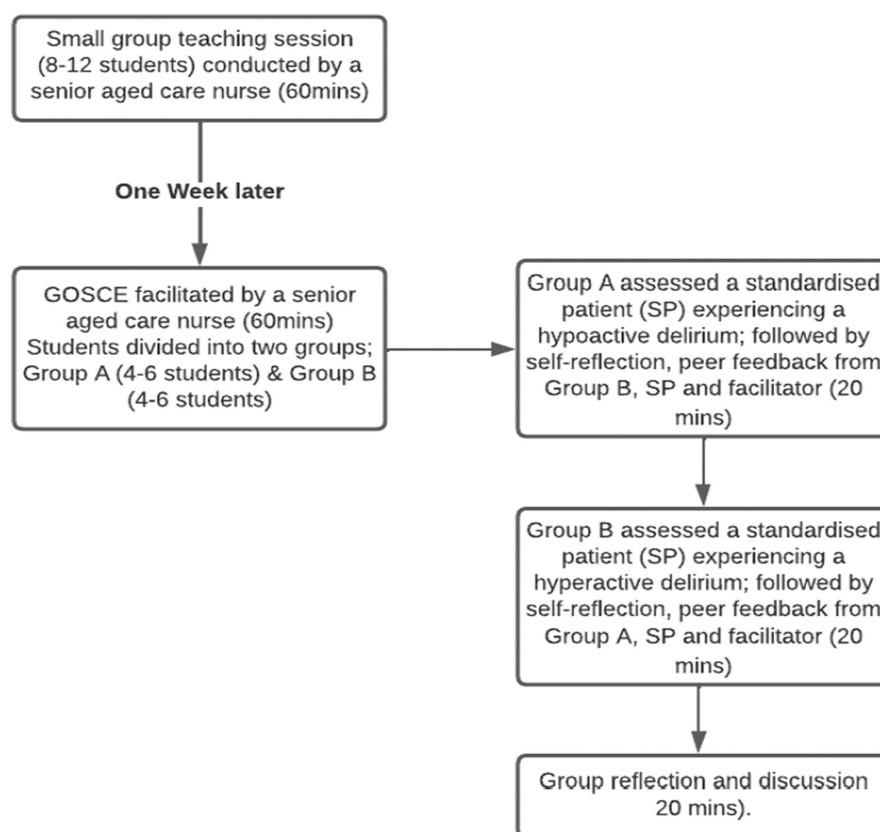 Small group teaching session
(8-12 students) conducted by a
senior aged care nurse (60mins)
One Week later
GOSCE facilitated by a senior
aged care nurse (60mins)
Students divided into two groups;
Group A (4-6 students) & Group B
(4-6 students)
Group A assessed a standardised
patient (SP) experiencing a
hypoactive delirium; followed by
self-reflection, peer feedback from
Group B, SP and facilitator (20
mins)
Group B assessed a standardised
patient (SP) experiencing a
hyperactive delirium; followed by
self-reflection, peer feedback from
Group A, SP and facilitator (20
mins)
Group reflection and discussion
20 mins).